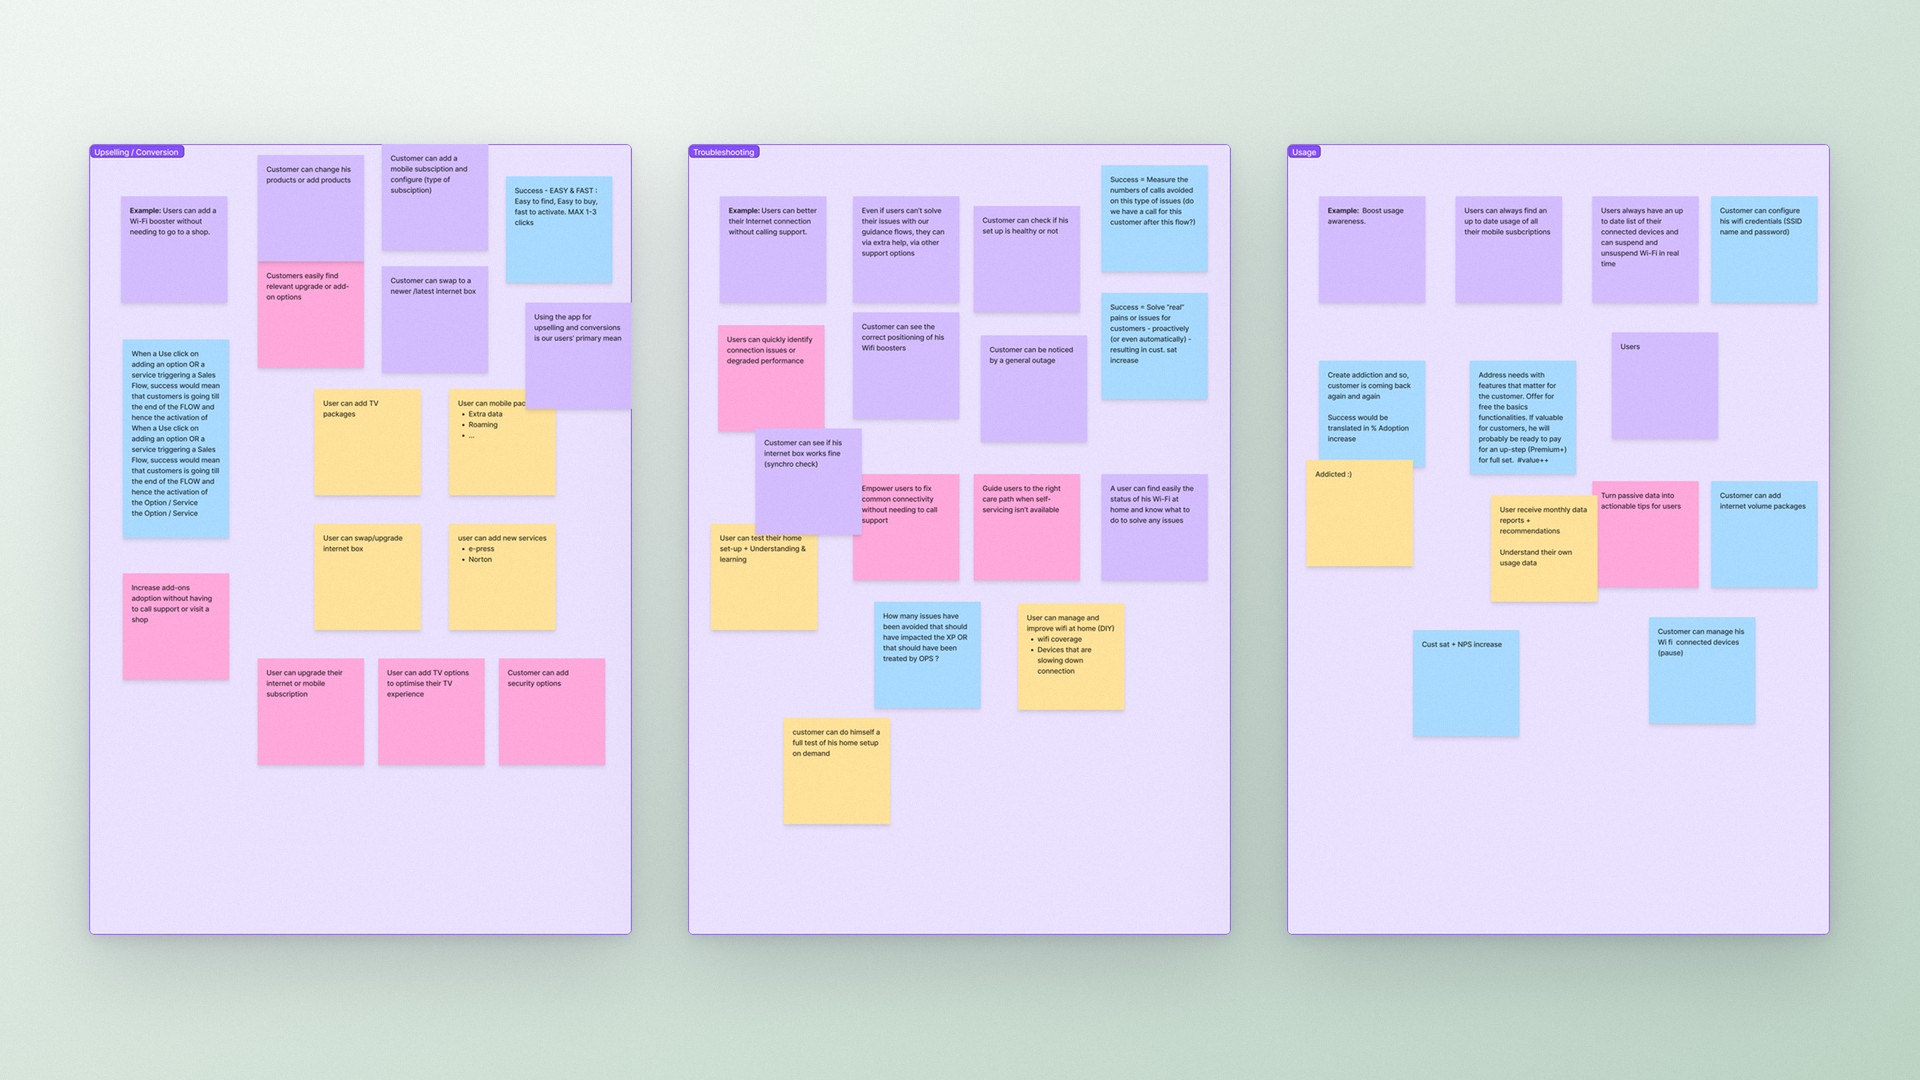 Upselling / Conversion
Customer can change his
products or add products
Customer can add a
mobile subsciption and
configure (type of
subsciption)
Success - EASY & FAST :
Easy to find, Easy to buy,
fast to activate. MAX 1-3
clicks
Example: Users can add a
Wi-Fi booster without
needing to go to a shop.
Customers easily find
relevant upgrade or add-
on options
Customer can swap to a
newer /latest internet box
Using the app for
upselling and conversions
is our users' primary mean
When a Use click on
adding an option OR a
service triggering a Sales
Flow, success would mean
that customers is going till
the end of the FLOW and
hence the activation of
When a Use click on
adding an option OR a
service triggering a Sales
Flow, success would mean
that customers is going till
the end of the FLOW and
hence the activation of
the Option / Service
the Option / Service
User can add TV
packages
User can mobile pac
• Extra data
• Roaming
• ...
User can swap/upgrade
internet box
user can add new services
• e-press
• Norton
Increase add-ons
adoption without having
to call support or visit a
shop
User can upgrade their
internet or mobile
subscription
User can add TV options
to optimise their TV
experience
Customer can add
security options
Troubleshooting
Example: Users can better
their Internet connection
without calling support.
Even if users can't solve
their issues with our
guidance flows, they can
via extra help, via other
support options
Customer can check if his
set up is healthy or not
Success = Measure the
numbers of calls avoided
on this type of issues (do
we have a call for this
customer after this flow?)
Users can quickly identify
connection issues or
degraded performance
Customer can see the
correct positioning of his
Wifi boosters
Customer can be noticed
by a general outage
Success = Solve "real"
pains or issues for
customers - proactively
(or even automatically) -
resulting in cust. sat
increase
Customer can see if his
internet box works fine
(synchro check)
Empower users to fix
common connectivity
without needing to call
support
Guide users to the right
care path when self-
servicing isn't available
A user can find easily the
status of his Wi-Fi at
home and know what to
do to solve any issues
User can test their home
set-up + Understanding &
learning
How many issues have
been avoided that should
have impacted the XP OR
that should have been
treated by OPS ?
User can manage and
improve wifi at home (DIY)
• wifi coverage
• Devices that are
slowing down
connection
customer can do himself a
full test of his home setup
on demand
Usage
Example: Boost usage
awareness.
Users can always find an
up to date usage of all
their mobile susbcriptions
Users always have an up
to date list of their
connected devices and
can suspend and
unsuspend Wi-Fi in real
time
Customer can configure
his wifi credentials (SSID
name and password)
Users
Create addiction and so,
customer is coming back
again and again
Success would be
translated in % Adoption
increase
Address needs with
features that matter for
the customer. Offer for
free the basics
functionalities. If valuable
for customers, he will
probably be ready to pay
for an up-step (Premium+)
for full set. #value++
Addicted :)
User receive monthly data
reports +
recommendations
Understand their own
usage data
Turn passive data into
actionable tips for users
Customer can add
internet volume packages
Cust sat + NPS increase
Customer can manage his
Wi fi connected devices
(pause)